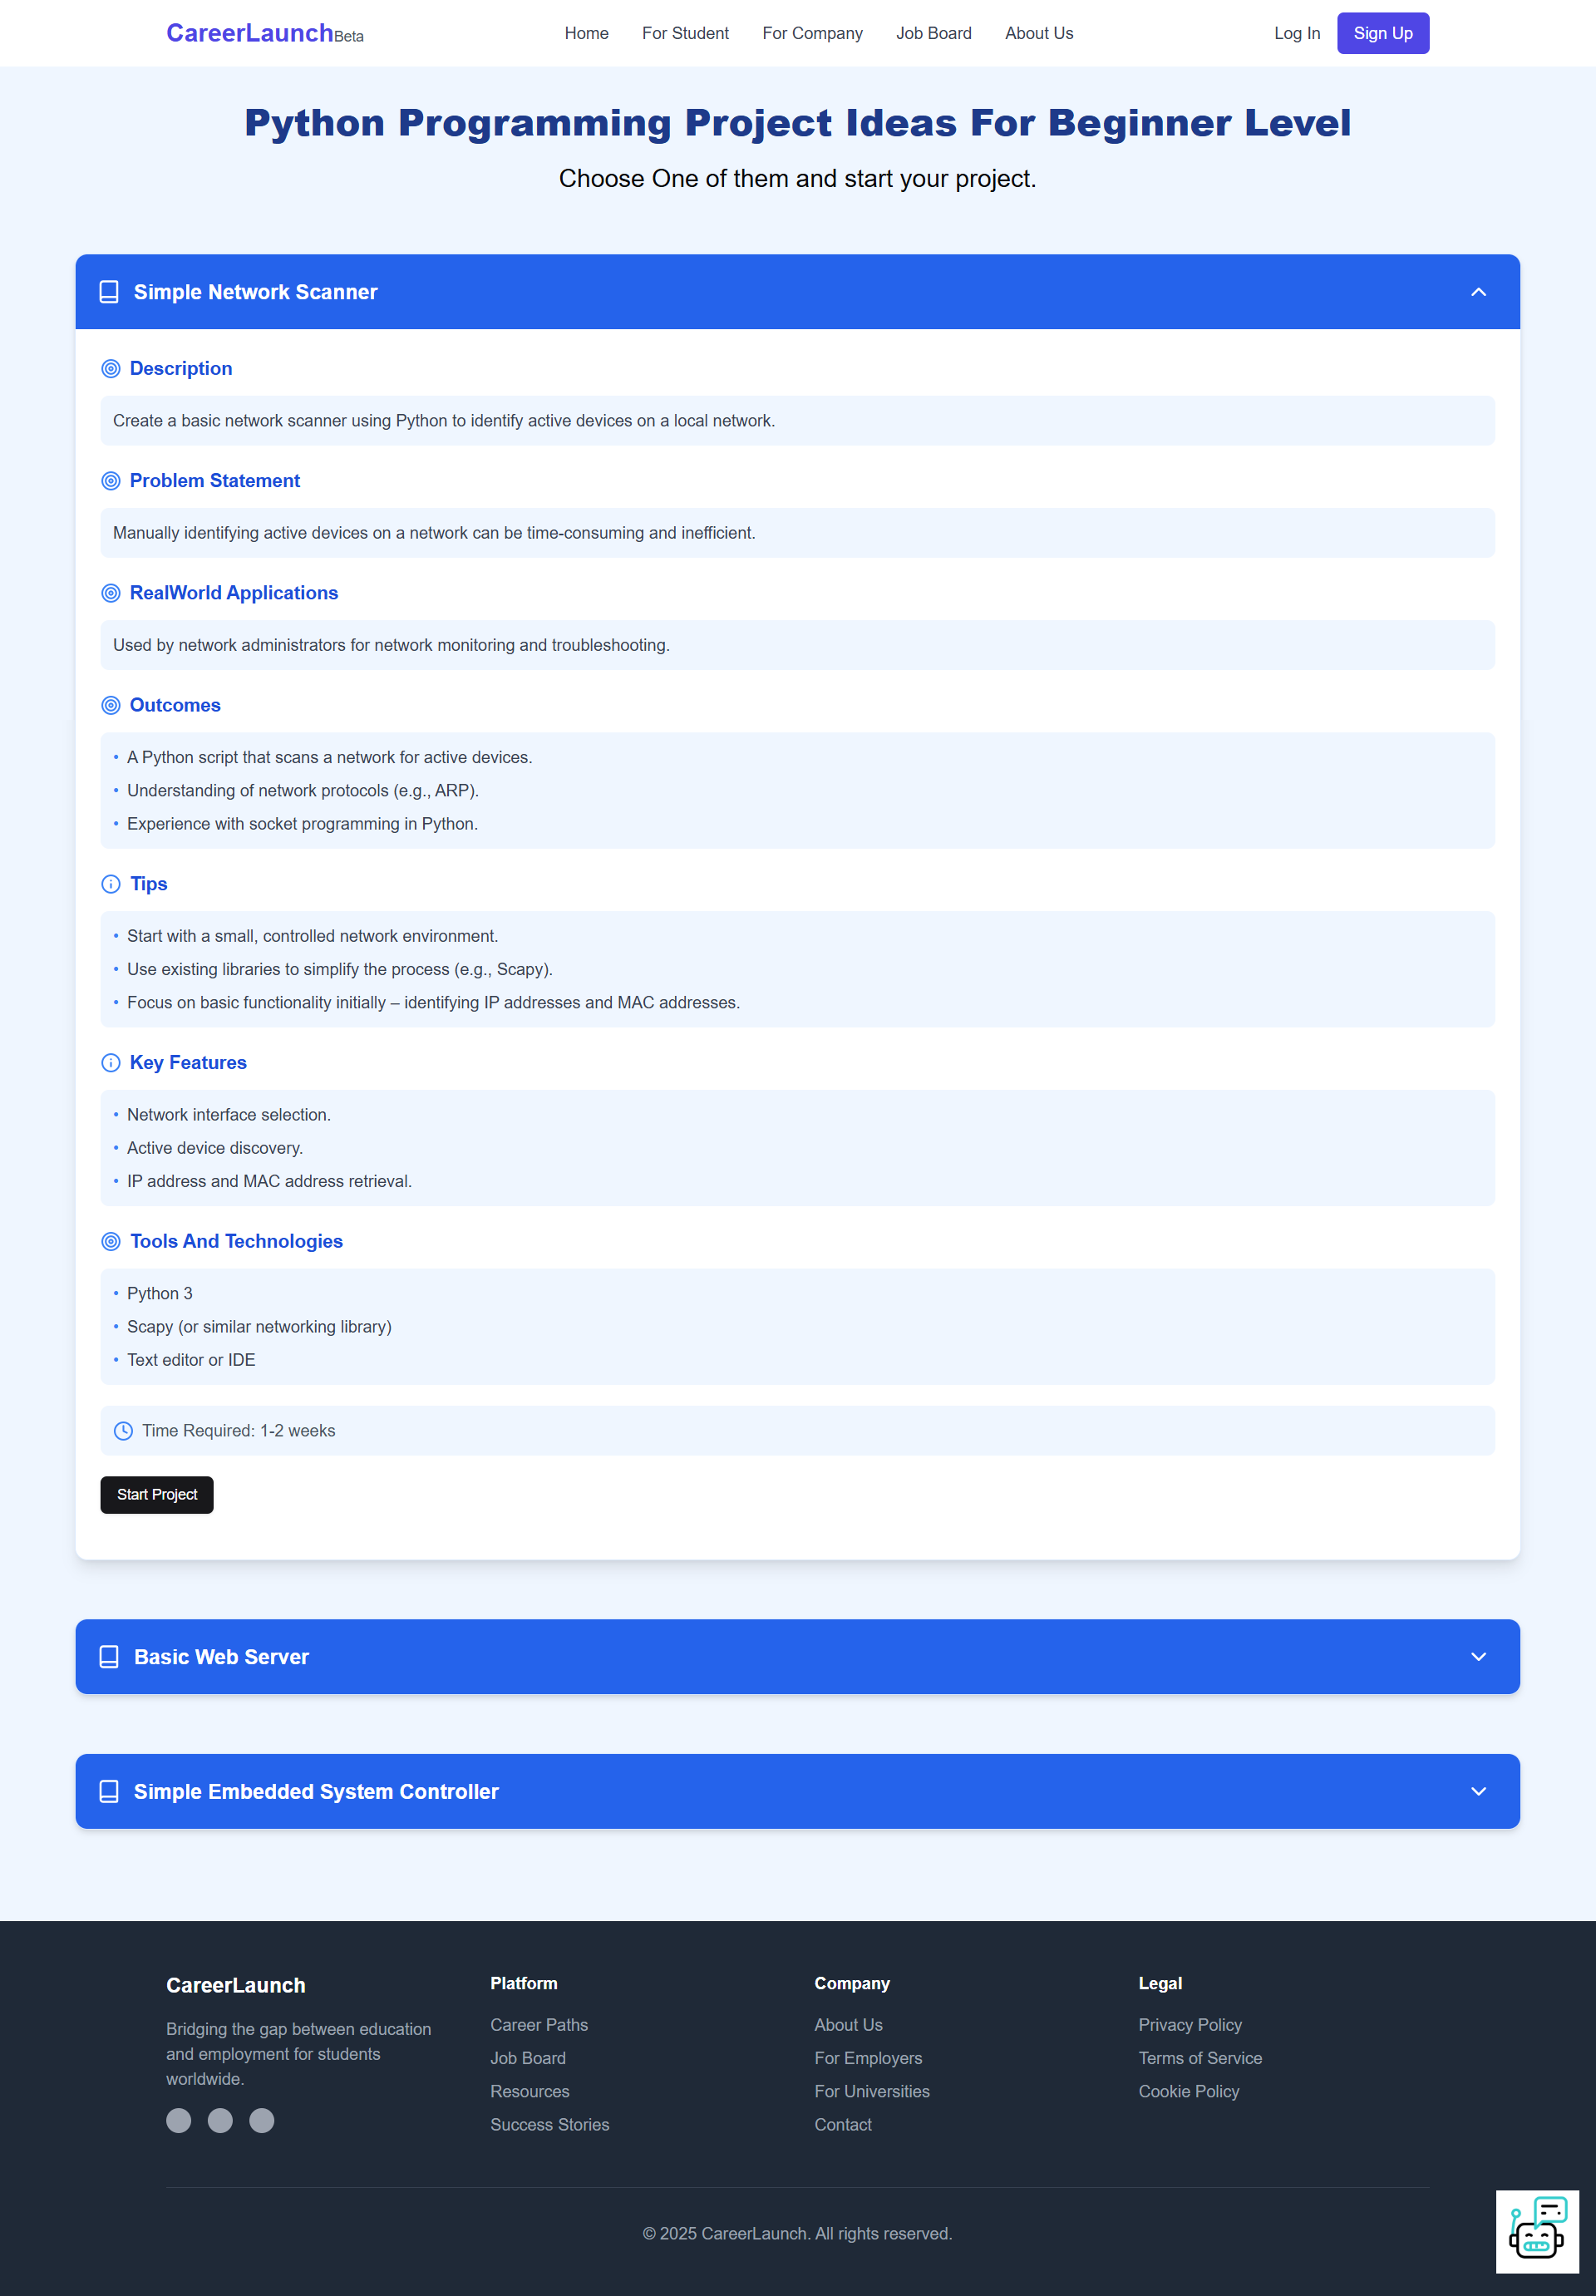 CareerLaunchBeta
Home
For Student
For Company
Job Board
About Us
Log In
Sign Up
Python Programming Project Ideas For Beginner Level
Choose One of them and start your project.
Simple Network Scanner
Description
Create a basic network scanner using Python to identify active devices on a local network.
Problem Statement
Manually identifying active devices on a network can be time-consuming and inefficient.
RealWorld Applications
Used by network administrators for network monitoring and troubleshooting.
Outcomes
• A Python script that scans a network for active devices.
• Understanding of network protocols (e.g., ARP).
• Experience with socket programming in Python.
Tips
• Start with a small, controlled network environment.
• Use existing libraries to simplify the process (e.g., Scapy).
• Focus on basic functionality initially – identifying IP addresses and MAC addresses.
Key Features
• Network interface selection.
• Active device discovery.
• IP address and MAC address retrieval.
Tools And Technologies
• Python 3
• Scapy (or similar networking library)
• Text editor or IDE
Time Required: 1-2 weeks
Start Project
Basic Web Server
Simple Embedded System Controller
CareerLaunch
Bridging the gap between education
and employment for students
worldwide.
Platform
Career Paths
Job Board
Resources
Success Stories
Company
About Us
For Employers
For Universities
Contact
Legal
Privacy Policy
Terms of Service
Cookie Policy
© 2025 CareerLaunch. All rights reserved.